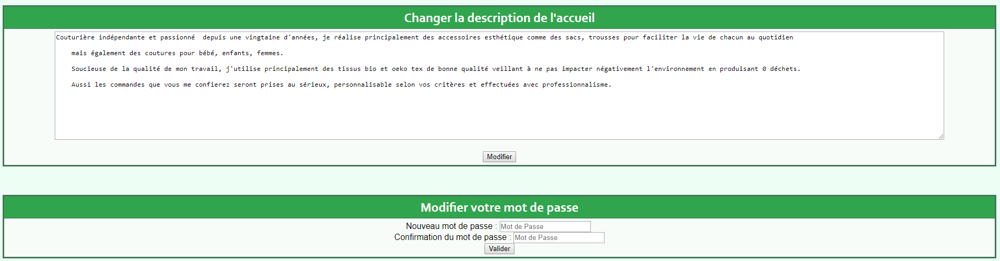 Changer la description de l'accueil
Couturière indépendante et passionné  depuis une vingtaine d'années, je réalise principalement des accessoires esthétique comme des sacs, trousses pour faciliter la vie de chacun au quotidien
mais également des coutures pour bébé, enfants, femmes.
Soucieuse de la qualité de mon travail, j'utilise principalement des tissus bio et oeko tex de bonne qualité veillant à ne pas impacter négativement l'environnement en produisant 0 déchets.
Aussi les commandes que vous me confierez seront prises au sérieux, personnalisable selon vos critères et effectuées avec professionnalisme.
Modifier
Modifier votre mot de passe
Nouveau mot de passe : Mot de Passe
Confirmation du mot de passe : Mot de Passe
Valider